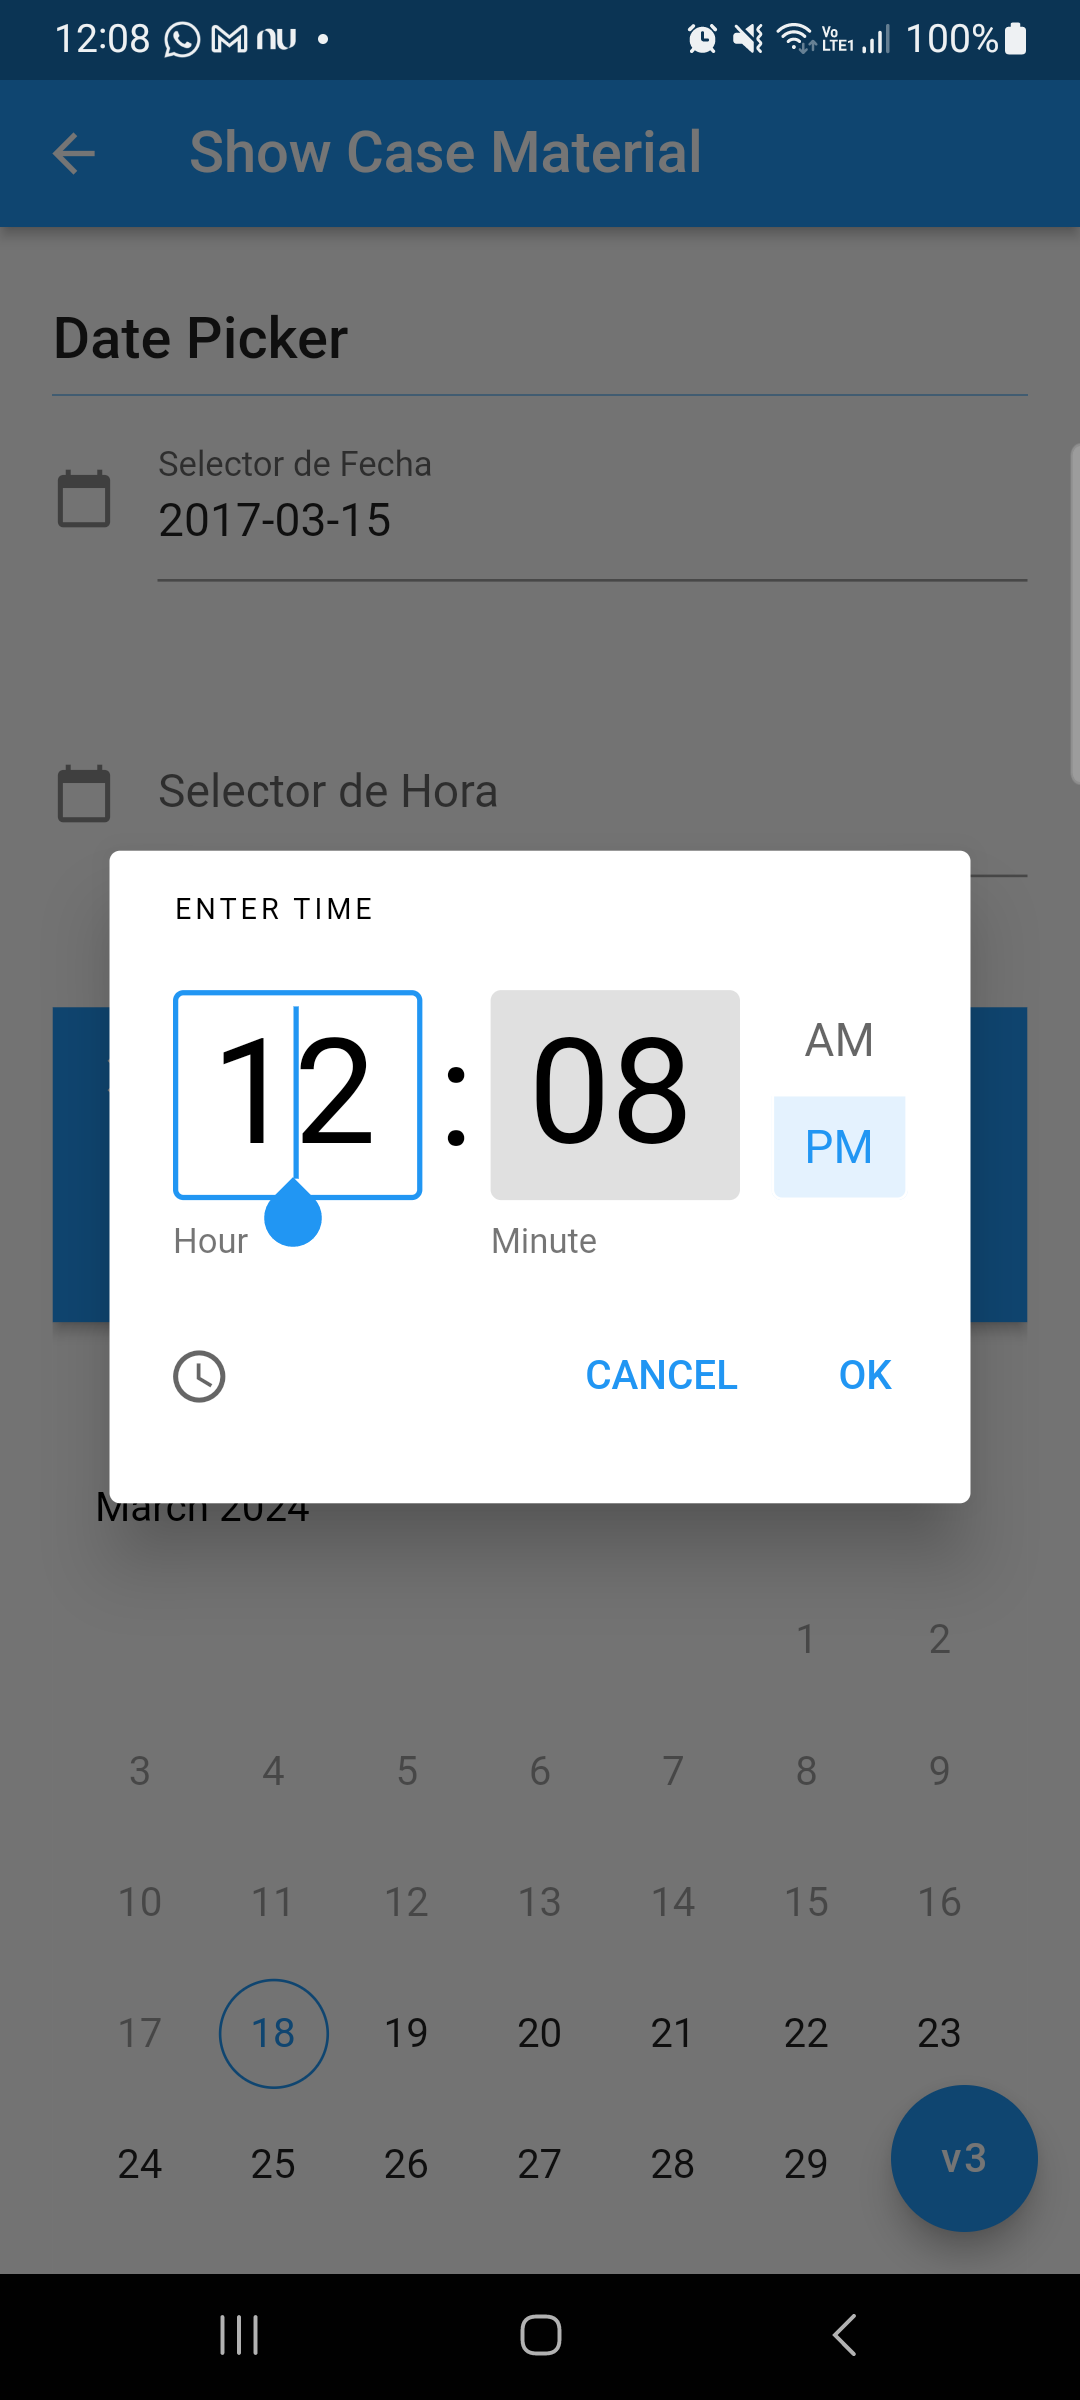 12:08 nu Vo LTE1 100%
Show Case Material
Date Picker
Selector de Fecha
2017-03-15
Selector de Hora
ENTER TIME
12 : 08
AM
PM
Hour Minute
CANCEL OK
March 2024
1 2
3 4 5 6 7 8 9
10 11 12 13 14 15 16
17 18 19 20 21 22 23
24 25 26 27 28 29
v3